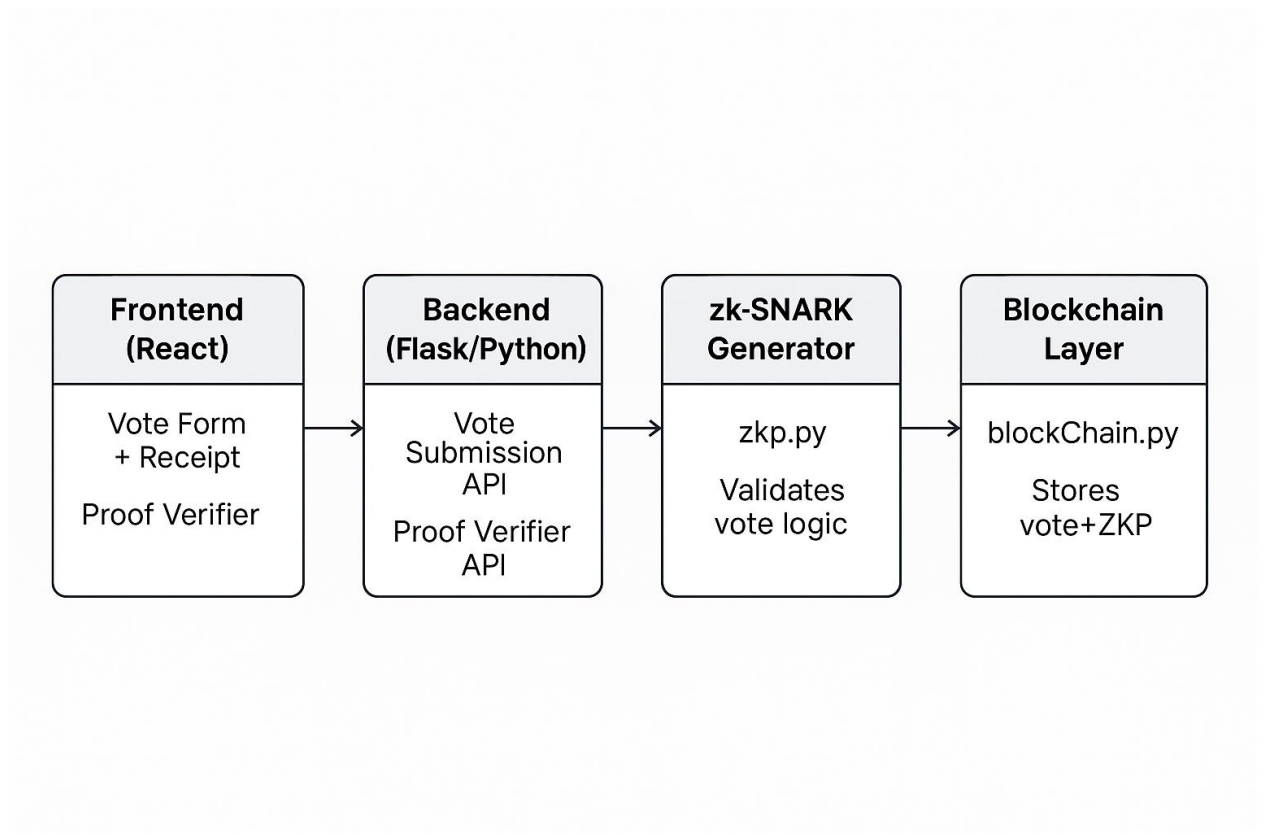 Frontend
(React)
Vote Form
+ Receipt
Proof Verifier
Backend
(Flask/Python)
Vote
Submission
API
Proof Verifier
API
zk-SNARK
Generator
zkp.py
Validates
vote logic
Blockchain
Layer
blockChain.py
Stores
vote+ZKP